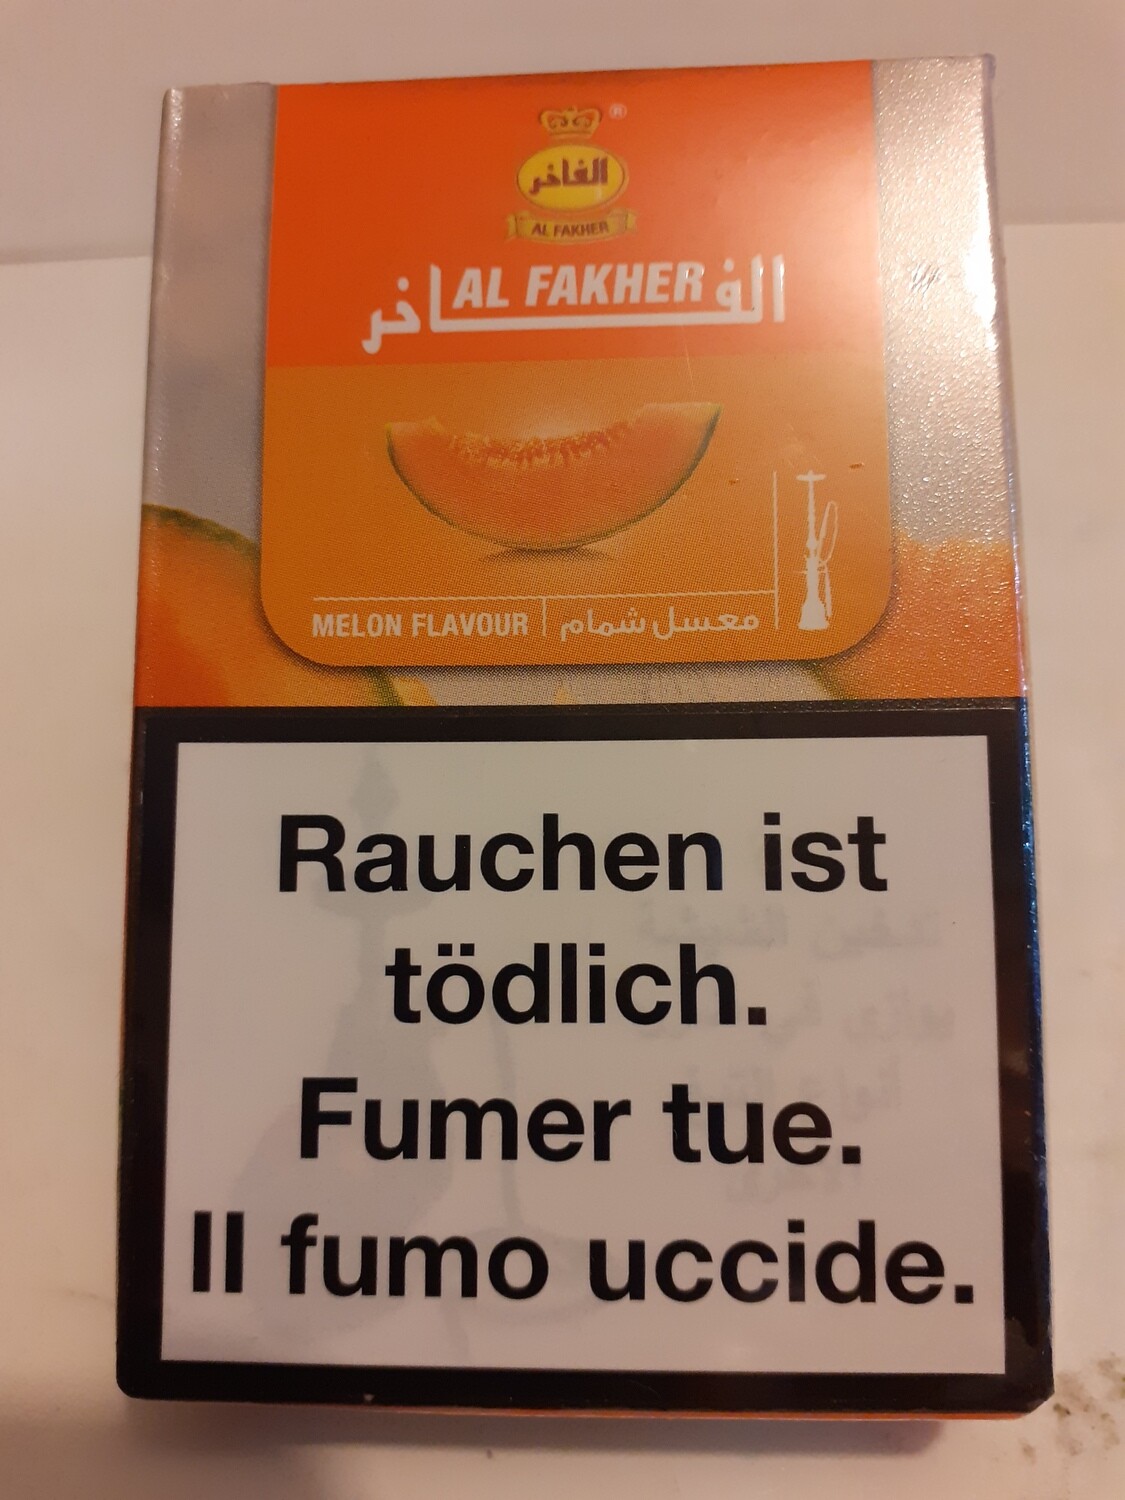 ®
الفاخر
AL FAKHER
AL FAKHER
الفاخر
MELON FLAVOUR | معسل شمام
Rauchen ist
tödlich.
Fumer tue.
Il fumo uccide.